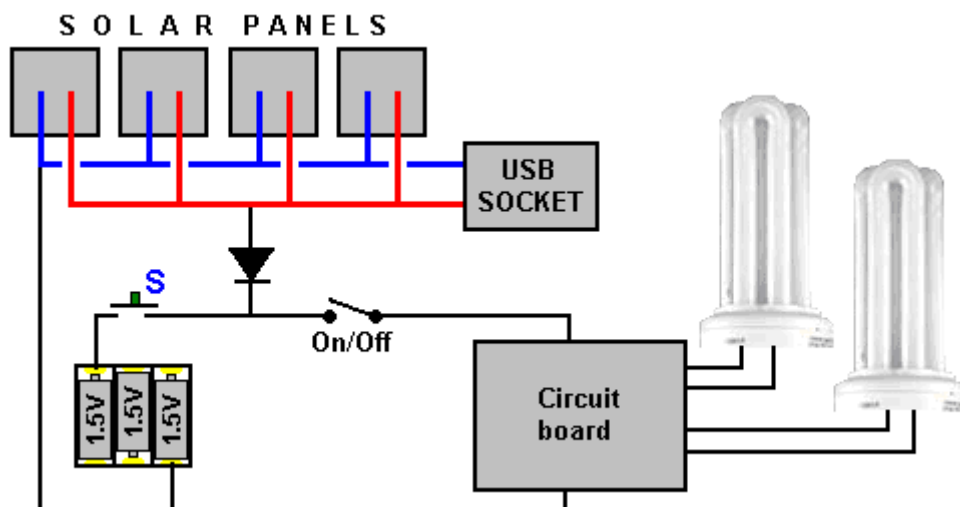 SOLAR PANELS
USB
SOCKET
S
On/Off
1.5V
1.5V
1.5V
Circuit
board